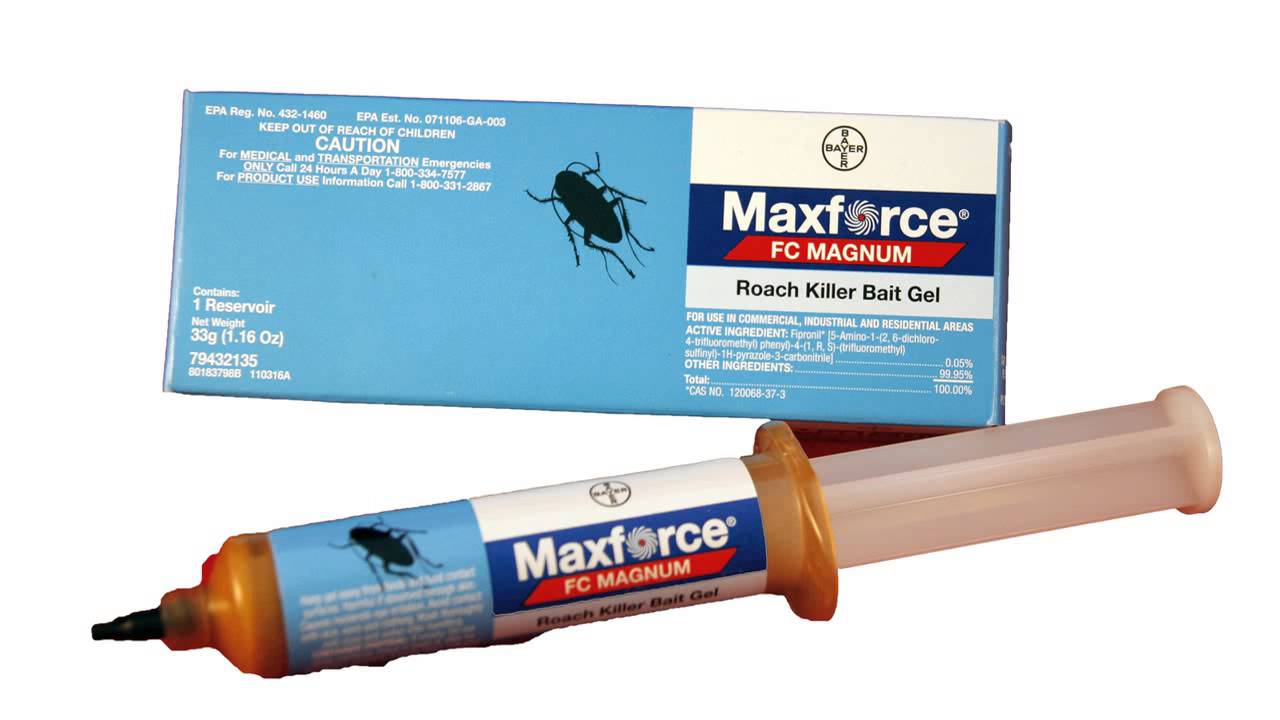 EPA Reg. No. 432-1460 EPA Est. No. 071106-GA-003
KEEP OUT OF REACH OF CHILDREN
CAUTION
For MEDICAL and TRANSPORTATION Emergencies
ONLY Call 24 Hours A Day 1-800-334-7577
For PRODUCT USE Information Call 1-800-331-2867
Contains:
1 Reservoir
Net Weight
33g (1.16 Oz)
79432135
80183798B 110316A
BAYER
BAYER
Maxforce®
FC MAGNUM
Roach Killer Bait Gel
FOR USE IN COMMERCIAL, INDUSTRIAL AND RESIDENTIAL AREAS
ACTIVE INGREDIENT: Fipronil* [5-Amino-1-(2, 6-dichloro-
4-trifluoromethyl) phenyl)-4-(1, R, S)-(trifluoromethyl)
sulfinyl)-1H-pyrazole-3-carbonitrile] 0.05%
OTHER INGREDIENTS: 99.95%
Total: 100.00%
*CAS NO. 120068-37-3
BAYER
Maxforce®
FC MAGNUM
Roach Killer Bait Gel